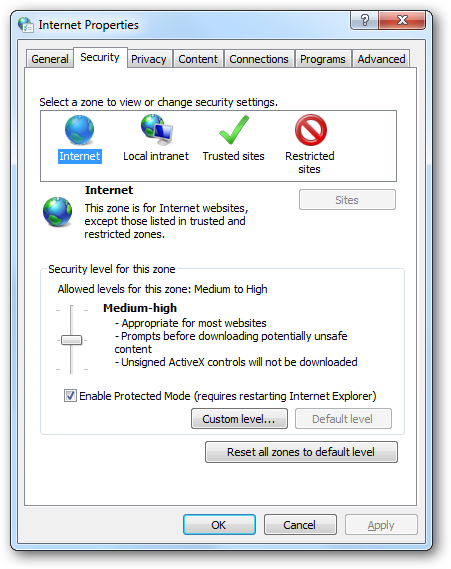 Internet Properties
General Security Privacy Content Connections Programs Advanced
Select a zone to view or change security settings.
Internet Local intranet Trusted sites Restricted
sites
Internet
Sites
This zone is for Internet websites,
except those listed in trusted and
restricted zones.
Security level for this zone
Allowed levels for this zone: Medium to High
Medium-high
- Appropriate for most websites
- Prompts before downloading potentially unsafe
content
- Unsigned ActiveX controls will not be downloaded
Enable Protected Mode (requires restarting Internet Explorer)
Custom level... Default level
Reset all zones to default level
OK Cancel Apply